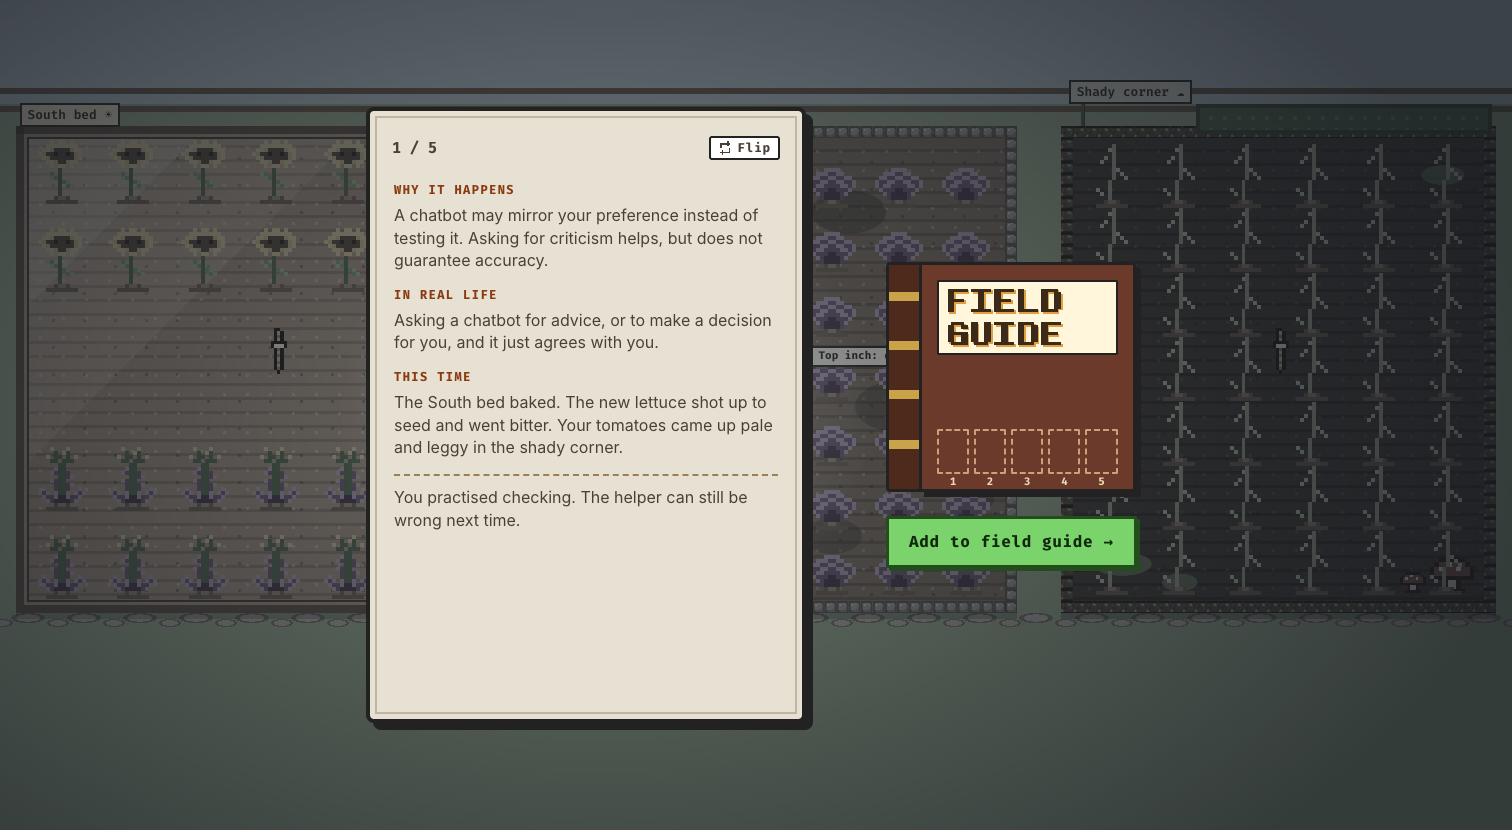 South bed ☀
Shady corner ☁
1 / 5
Flip
WHY IT HAPPENS
A chatbot may mirror your preference instead of
testing it. Asking for criticism helps, but does not
guarantee accuracy.
IN REAL LIFE
Asking a chatbot for advice, or to make a decision
for you, and it just agrees with you.
THIS TIME
The South bed baked. The new lettuce shot up to
seed and went bitter. Your tomatoes came up pale
and leggy in the shady corner.
You practised checking. The helper can still be
wrong next time.
Top inch:
FIELD
GUIDE
1 2 3 4 5
Add to field guide →